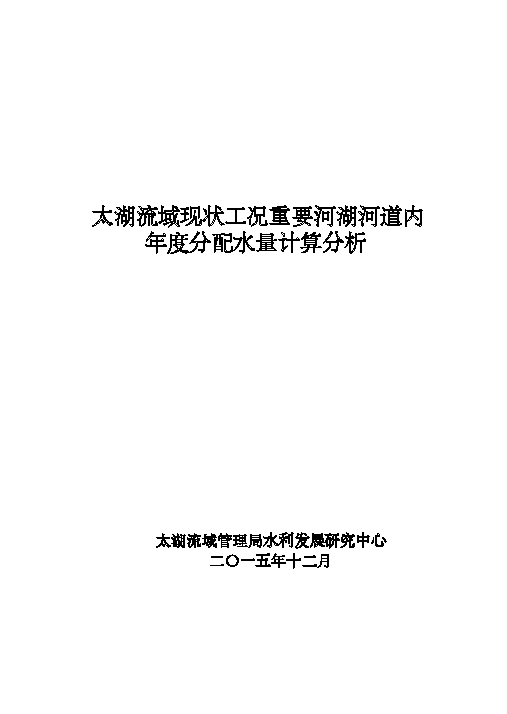 太湖流域现状工况重要河湖河道内
年度分配水量计算分析
太湖流域管理局水利发展研究中心
二〇一五年十二月